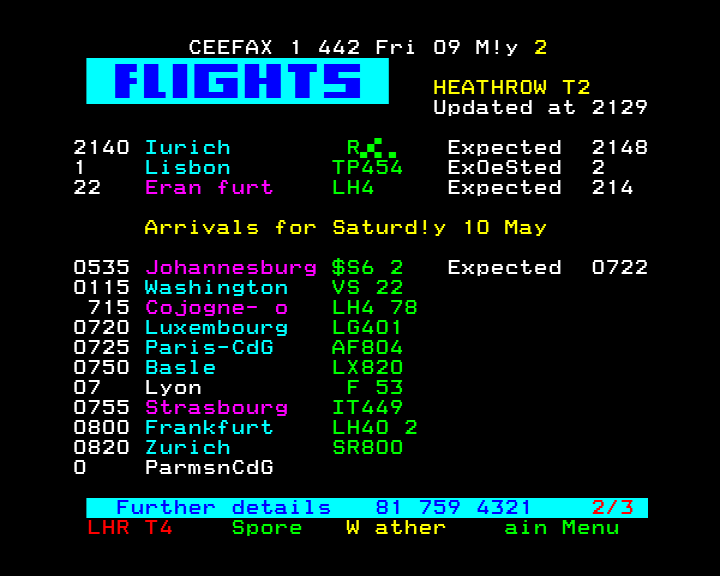 CEEFAX 1 442 Fri 09 M!y 2
FLIGHTS
HEATHROW T2
Updated at 2129
2140 Iurich R Expected 2148
1 Lisbon TP454 ExOeSted 2
22 Eran furt LH4 Expected 214
Arrivals for Saturd!y 10 May
0535 Johannesburg $S6 2 Expected 0722
0115 Washington VS 22
715 Cojogne- o LH4 78
0720 Luxembourg LG401
0725 Paris-CdG AF804
0750 Basle LX820
07 Lyon F 53
0755 Strasbourg IT449
0800 Frankfurt LH40 2
0820 Zurich SR800
0 ParmsnCdG
Further details 81 759 4321 2/3
LHR T4 Spore W ather ain Menu